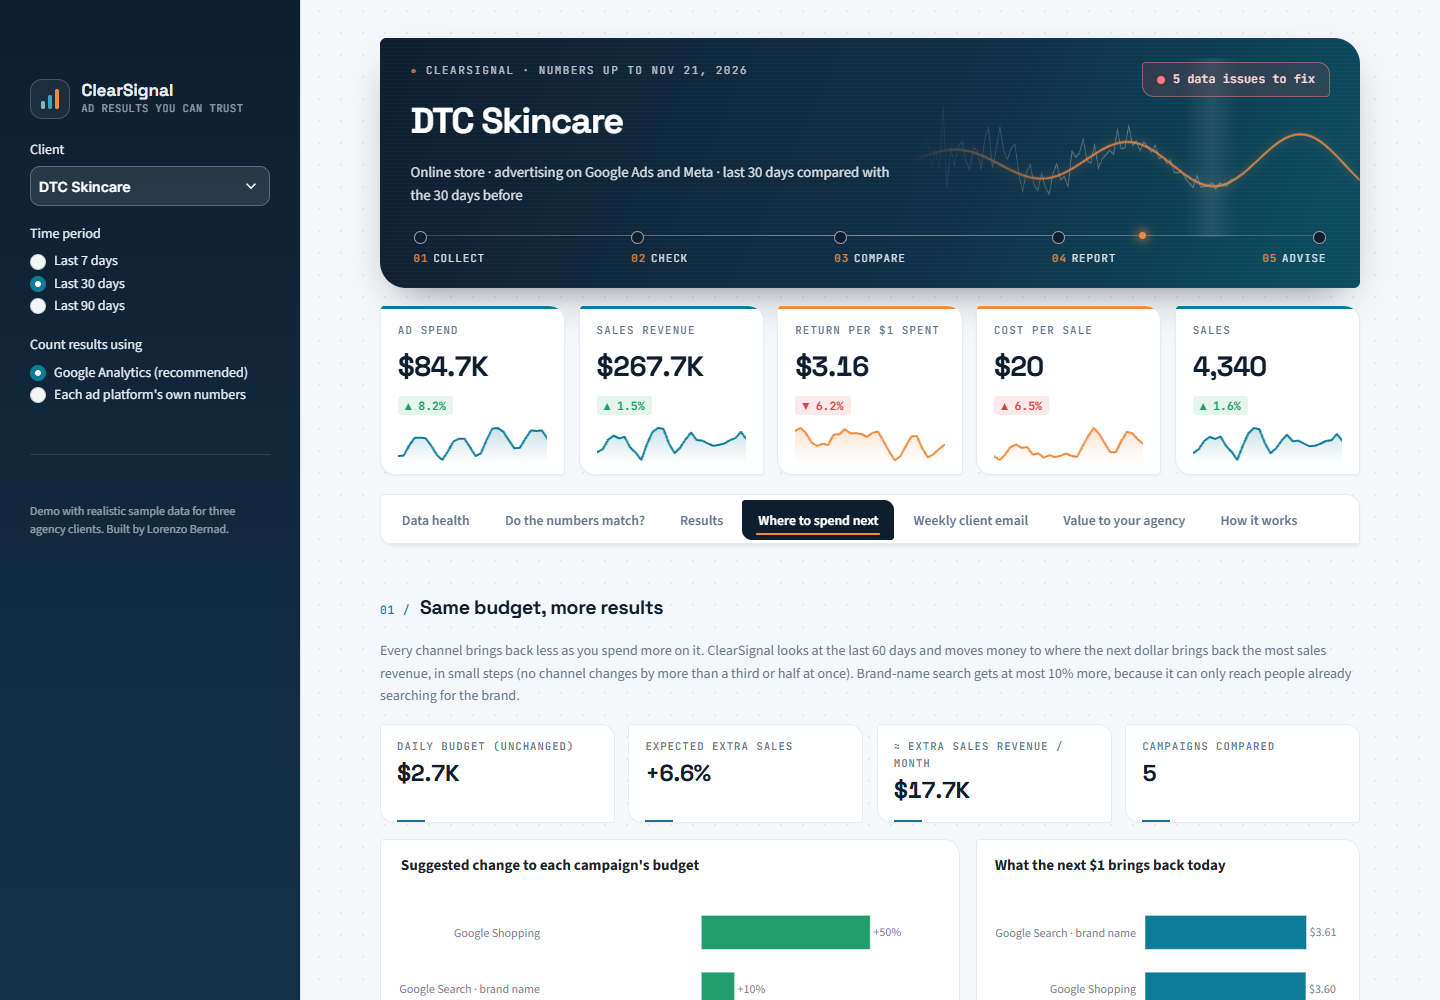 ClearSignal
AD RESULTS YOU CAN TRUST
Client
DTC Skincare
Time period
Last 7 days
Last 30 days
Last 90 days
Count results using
Google Analytics (recommended)
Each ad platform's own numbers
Demo with realistic sample data for three
agency clients. Built by Lorenzo Bernad.
CLEARSIGNAL · NUMBERS UP TO NOV 21, 2026
5 data issues to fix
DTC Skincare
Online store · advertising on Google Ads and Meta · last 30 days compared with
the 30 days before
01 COLLECT
02 CHECK
03 COMPARE
04 REPORT
05 ADVISE
AD SPEND
$84.7K
▲ 8.2%
SALES REVENUE
$267.7K
▲ 1.5%
RETURN PER $1 SPENT
$3.16
▼ 6.2%
COST PER SALE
$20
▲ 6.5%
SALES
4,340
▲ 1.6%
Data health
Do the numbers match?
Results
Where to spend next
Weekly client email
Value to your agency
How it works
01 / Same budget, more results
Every channel brings back less as you spend more on it. ClearSignal looks at the last 60 days and moves money to where the next dollar brings back the most sales
revenue, in small steps (no channel changes by more than a third or half at once). Brand-name search gets at most 10% more, because it can only reach people already
searching for the brand.
DAILY BUDGET (UNCHANGED)
$2.7K
EXPECTED EXTRA SALES
+6.6%
≈ EXTRA SALES REVENUE /
MONTH
$17.7K
CAMPAIGNS COMPARED
5
Suggested change to each campaign's budget
Google Shopping
+50%
Google Search · brand name
+10%
What the next $1 brings back today
Google Search · brand name
$3.61
Google Shopping
$3.60